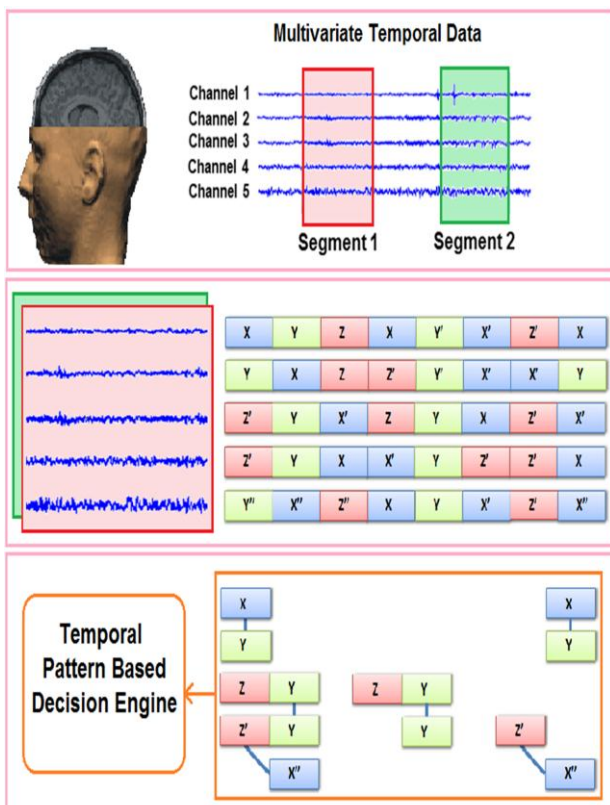 Multivariate Temporal Data
Channel 1
Channel 2
Channel 3
Channel 4
Channel 5
Segment 1 Segment 2
X Y Z X Y' X' Z' X
Y X Z Z' Y' X' X' Y
Z' Y X' Z Y X Z' X'
Z' Y X X' Y Z' Z' X
Y" X" Z" X Y X' Z' X"
Temporal
Pattern Based
Decision Engine
X X
Y Y
Z Y Z Y
Z' Y Y Z'
X" X"